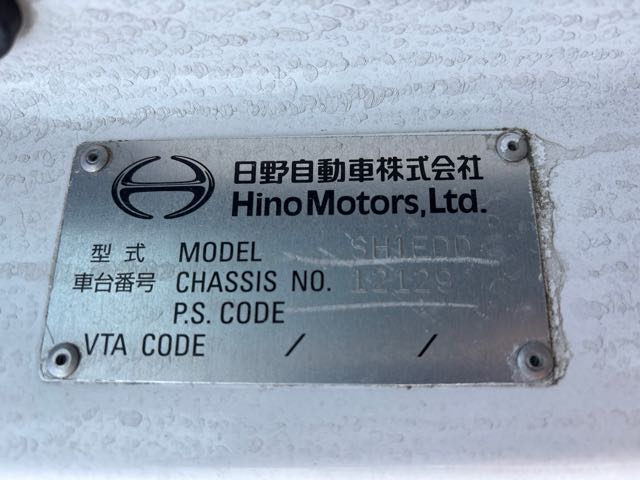 日野自動車株式会社
Hino Motors, Ltd.
型式 MODEL SH1EDD
車台番号 CHASSIS NO. 12129
P.S. CODE
VTA CODE / /